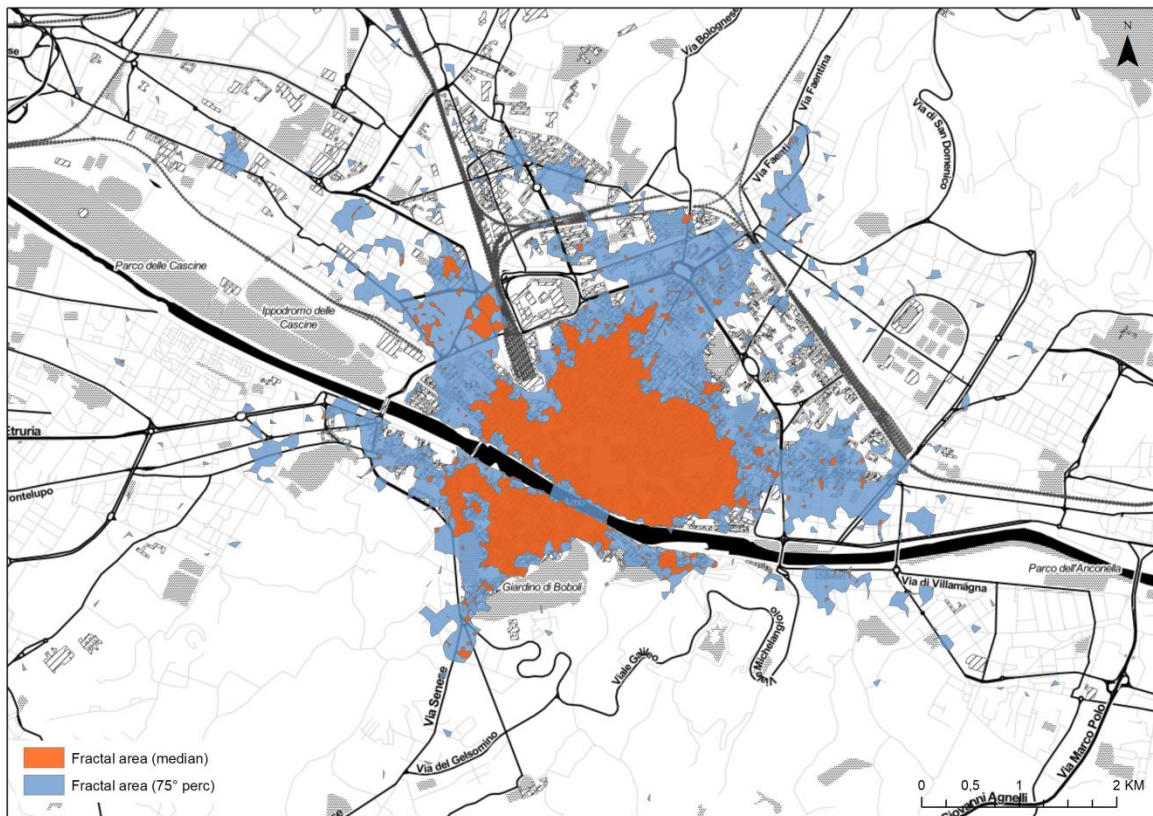 N
Via Bolognese
Via Faentina
Via di San Domenico
Via Faenti
Parco delle Cascine
Ippodromo delle
Cascine
Etruria
ontelupo
Arno
Giardino di Boboli
Parco dell'Anconella
Via di Villamagna
Viale Galileo
Via Senese
Via del Gelsomino
Via Marco Polo
Giovanni Agnelli
Fractal area (median)
Fractal area (75° perc)
0 0.5 1 2 KM